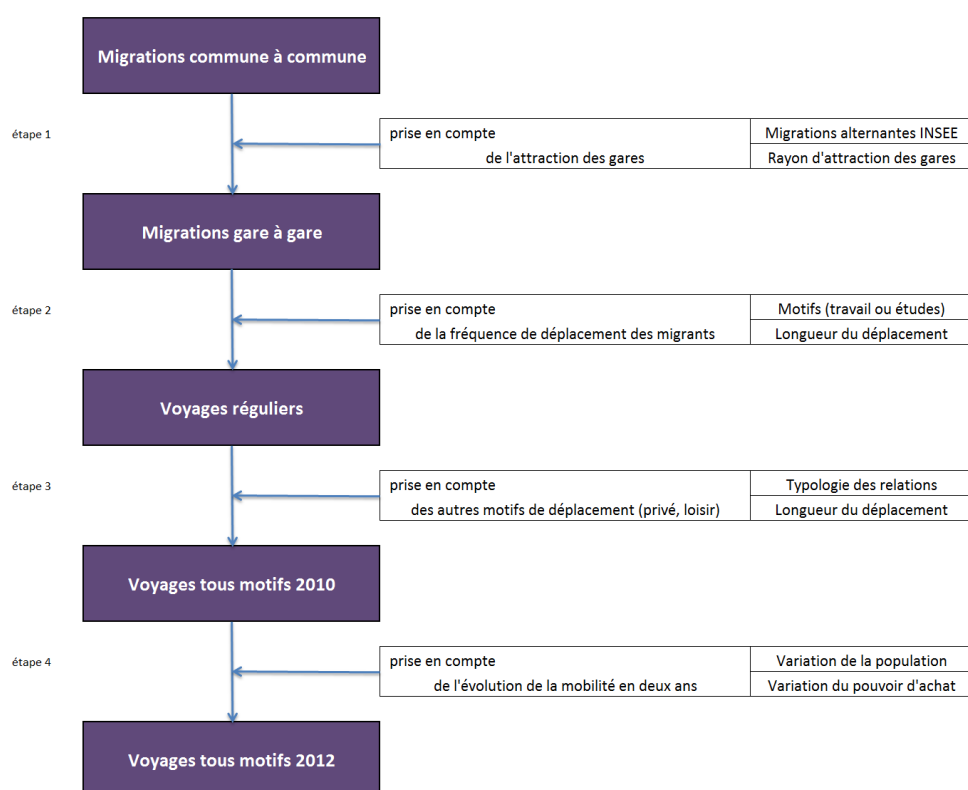 Migrations commune à commune
étape 1
prise en compte
de l'attraction des gares
Migrations alternantes INSEE
Rayon d'attraction des gares
Migrations gare à gare
étape 2
prise en compte
de la fréquence de déplacement des migrants
Motifs (travail ou études)
Longueur du déplacement
Voyages réguliers
étape 3
prise en compte
des autres motifs de déplacement (privé, loisir)
Typologie des relations
Longueur du déplacement
Voyages tous motifs 2010
étape 4
prise en compte
de l'évolution de la mobilité en deux ans
Variation de la population
Variation du pouvoir d'achat
Voyages tous motifs 2012